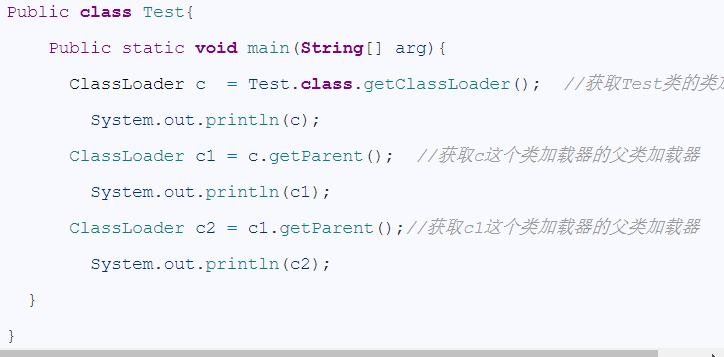 Public class Test{
Public static void main(String[] arg){
ClassLoader c  = Test.class.getClassLoader();  //获取Test类的类
System.out.println(c);
ClassLoader c1 = c.getParent();  //获取c这个类加载器的父类加载器
System.out.println(c1);
ClassLoader c2 = c1.getParent();//获取c1这个类加载器的父类加载器
System.out.println(c2);
}
}